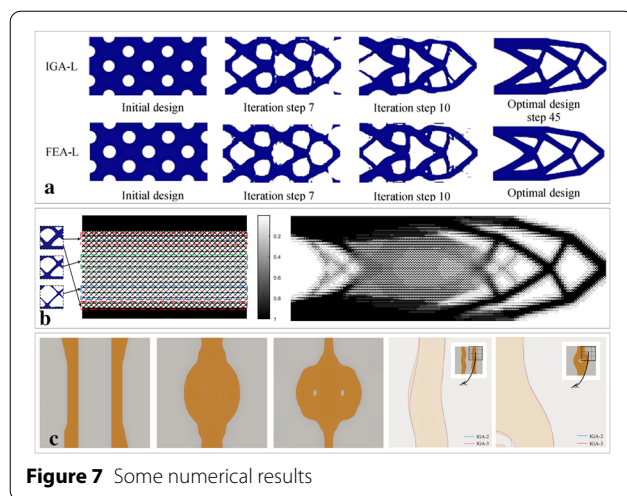 IGA-L
Initial design
Iteration step 7
Iteration step 10
Optimal design
step 45
FEA-L
Initial design
Iteration step 7
Iteration step 10
Optimal design
a
0.2
0.4
0.6
0.8
1
b
IGA-2
IGA-3
IGA-2
IGA-3
c
Figure 7 Some numerical results